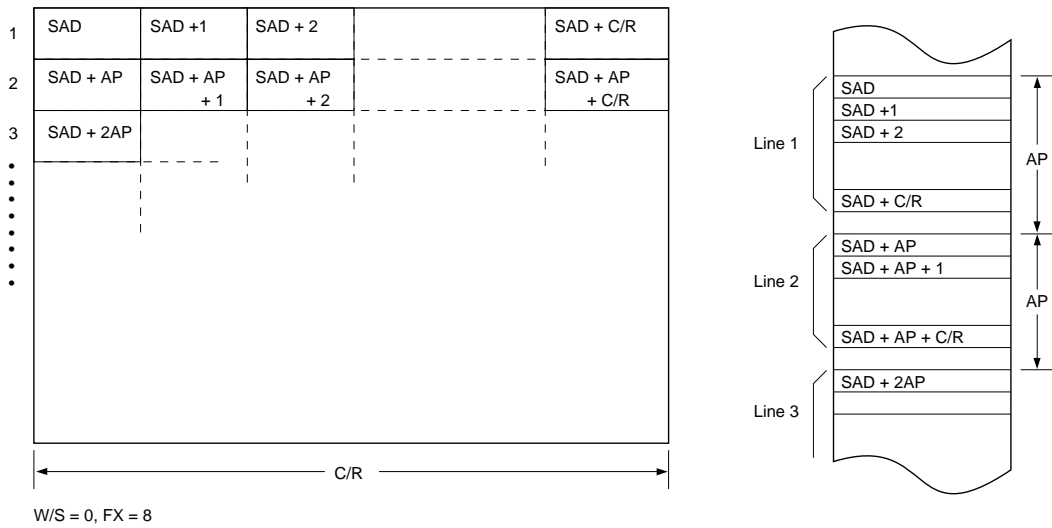 1 SAD SAD +1 SAD + 2 SAD + C/R
2 SAD + AP SAD + AP + 1 SAD + AP + 2 SAD + AP + C/R
3 SAD + 2AP
C/R
W/S = 0, FX = 8
Line 1
SAD
SAD +1
SAD + 2
SAD + C/R
AP
Line 2
SAD + AP
SAD + AP + 1
SAD + AP + C/R
AP
Line 3
SAD + 2AP